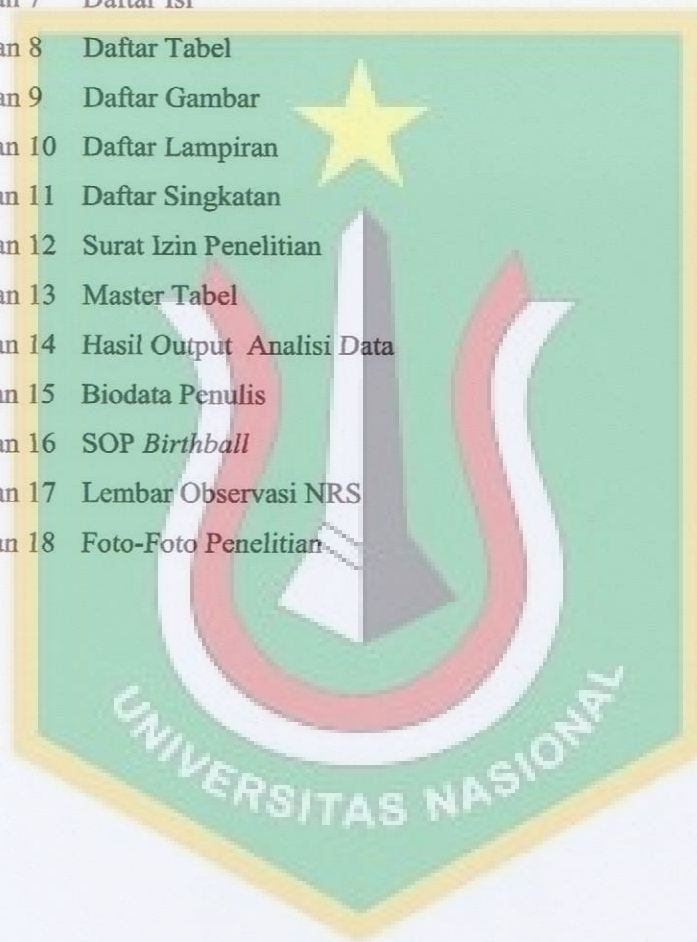 Daftar Isi
an 8 Daftar Tabel
an 9 Daftar Gambar
an 10 Daftar Lampiran
an 11 Daftar Singkatan
an 12 Surat Izin Penelitian
an 13 Master Tabel
an 14 Hasil Output Analisi Data
an 15 Biodata Penulis
an 16 SOP Birthball
an 17 Lembar Observasi NRS
an 18 Foto-Foto Penelitian
UNIVERSITAS NASIONAL